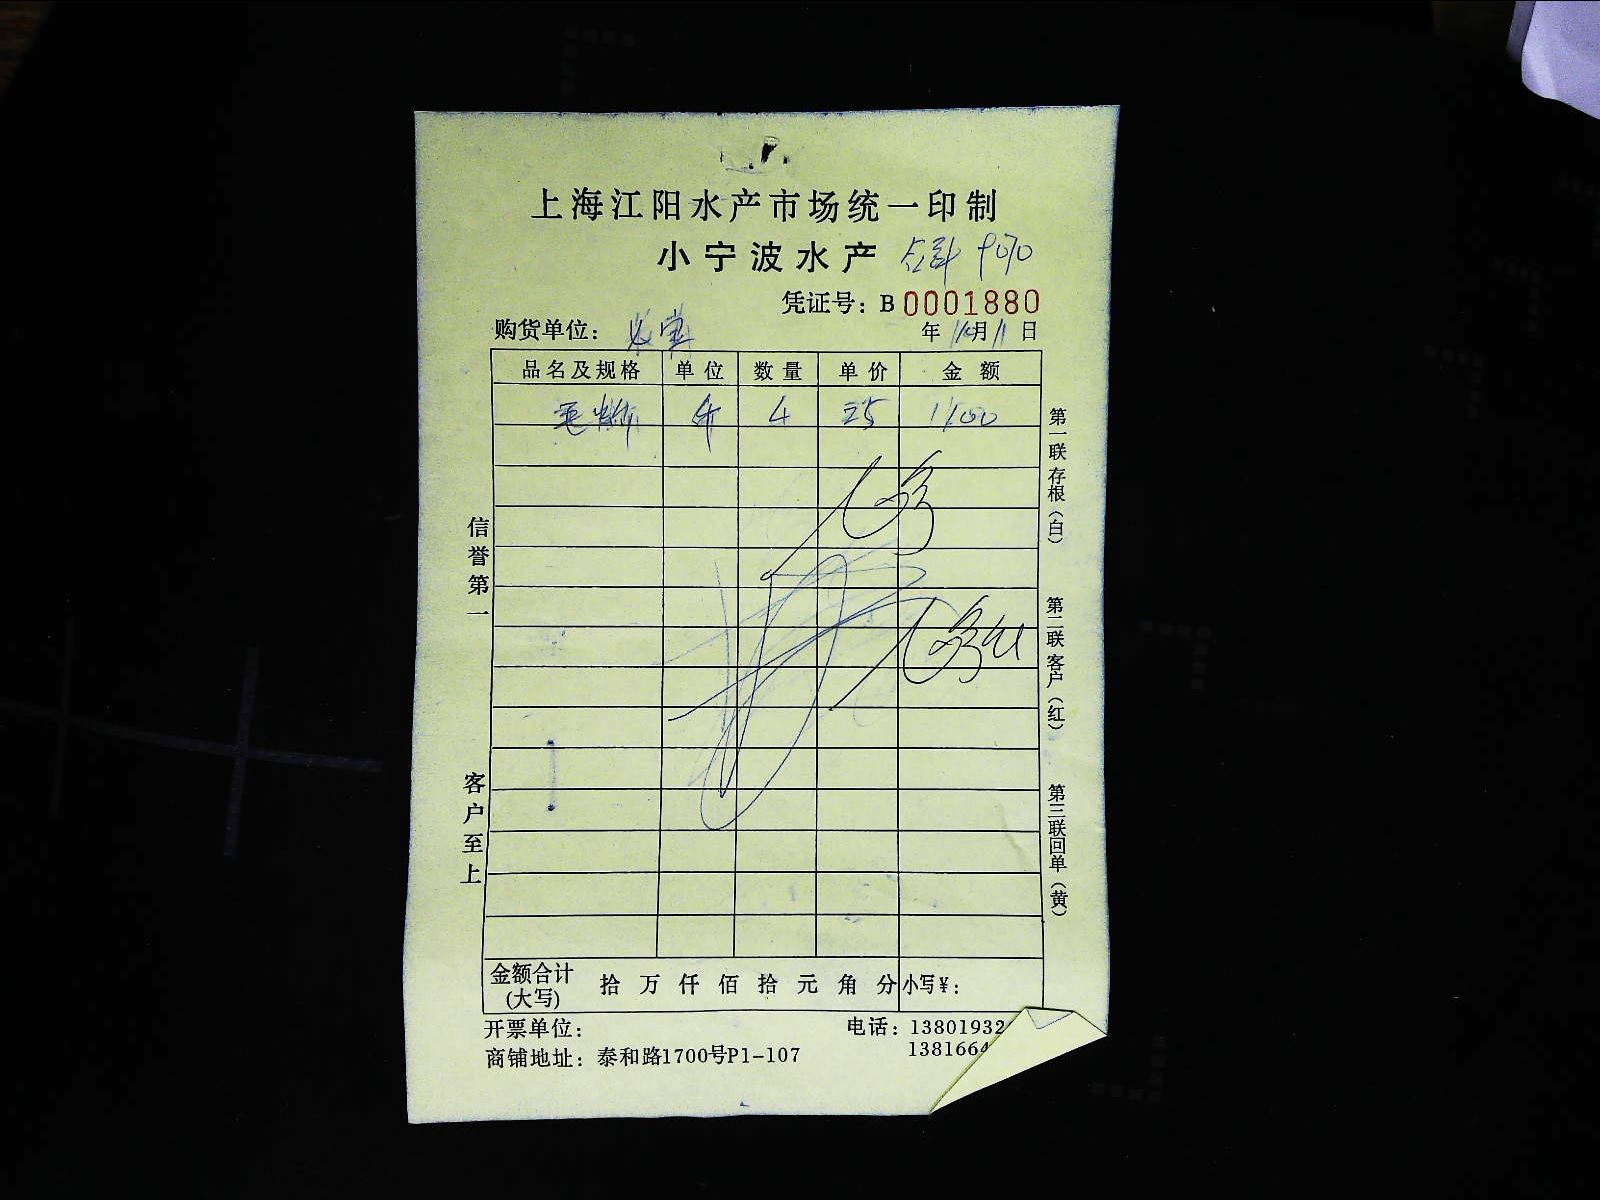 上海江阳水产市场统一印制
小宁波水产
凭证号：B 0001880
购货单位：
年 月 11 日
品名及规格 单位 数量 单价 金额
4 25
信誉第一
客户至上
第一联 存根（白）
第二联 客户（红）
第三联 回单（黄）
金额合计(大写) 拾 万 仟 佰 拾 元 角 分 小写¥：
开票单位： 电话：13801932
商铺地址：泰和路1700号P1-107 1381664